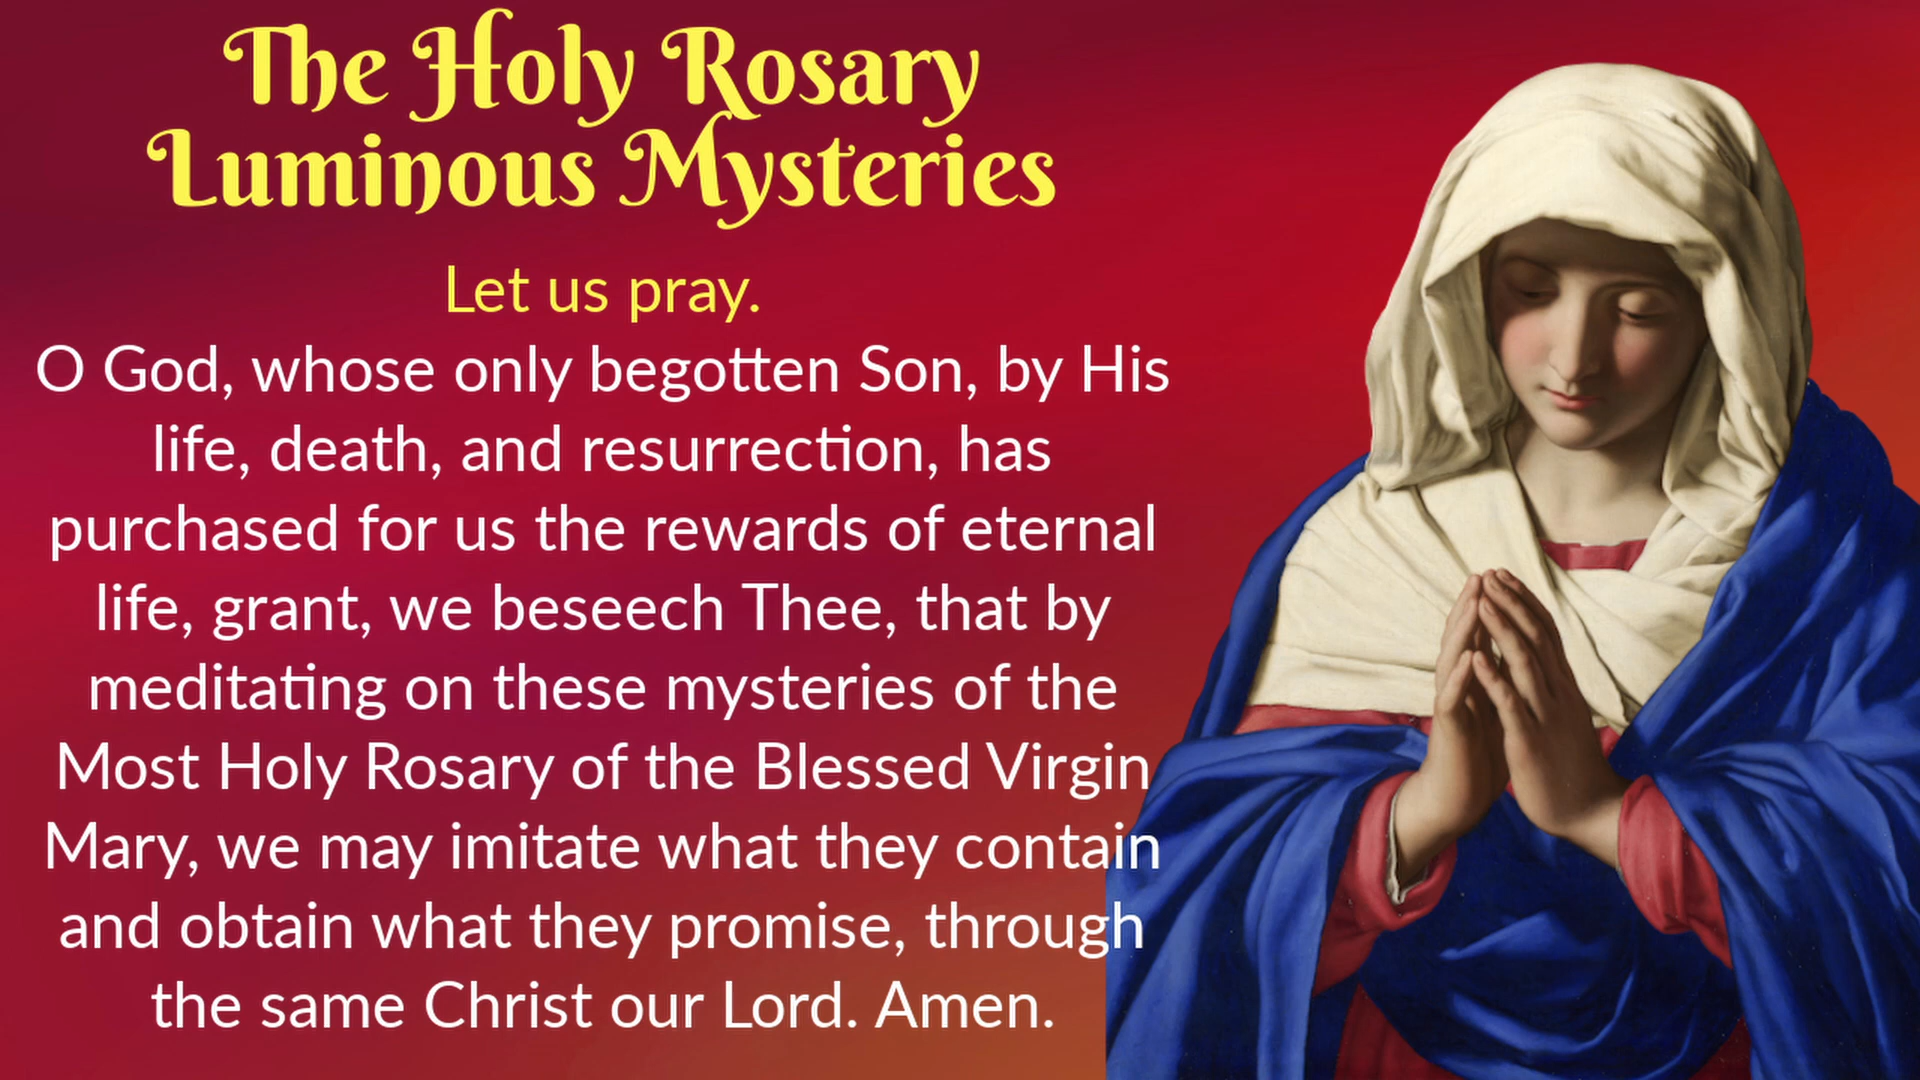 The Holy Rosary
Luminous Mysteries
Let us pray.
O God, whose only begotten Son, by His
life, death, and resurrection, has
purchased for us the rewards of eternal
life, grant, we beseech Thee, that by
meditating on these mysteries of the
Most Holy Rosary of the Blessed Virgin
Mary, we may imitate what they contain
and obtain what they promise, through
the same Christ our Lord. Amen.